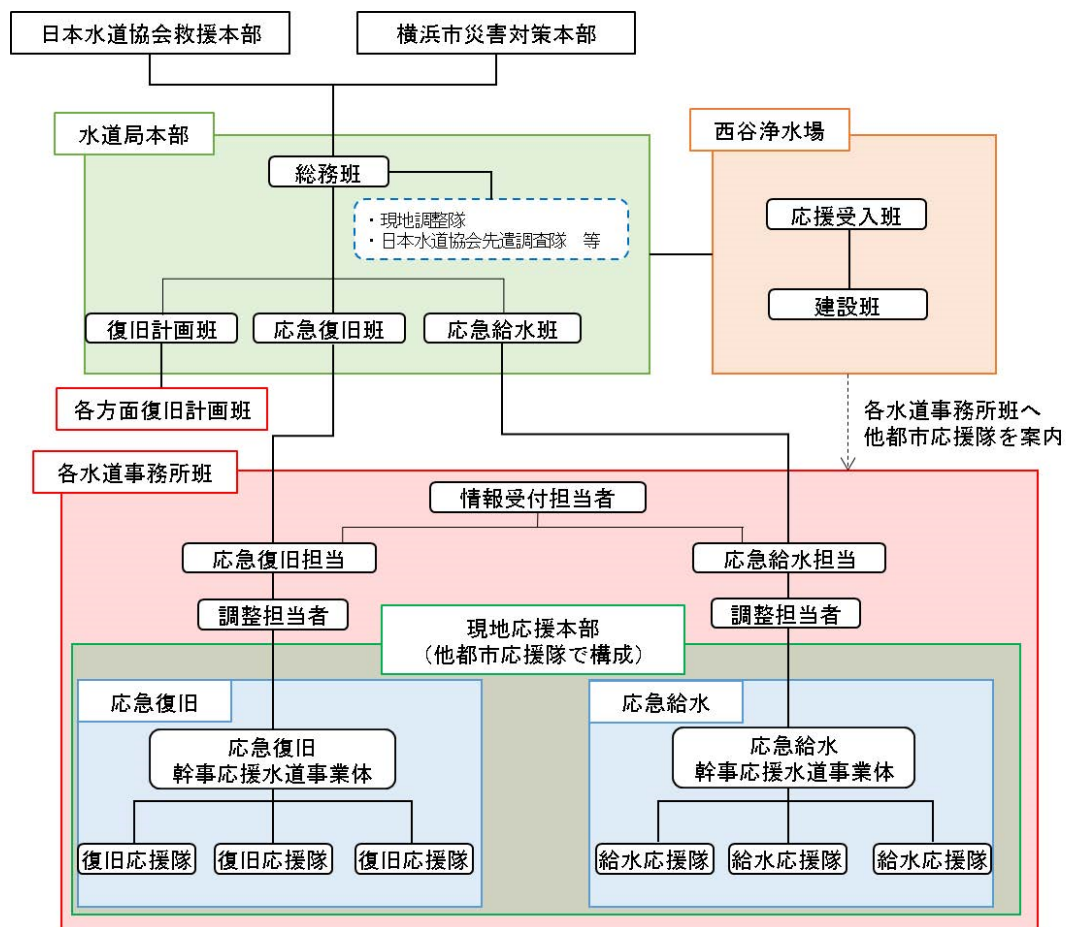 日本水道協会救援本部
横浜市災害対策本部
水道局本部
西谷浄水場
総務班
・現地調整隊
・日本水道協会先遣調査隊　等
応援受入班
建設班
復旧計画班
応急復旧班
応急給水班
各方面復旧計画班
各水道事務所班へ
他都市応援隊を案内
各水道事務所班
情報受付担当者
応急復旧担当
応急給水担当
調整担当者
調整担当者
現地応援本部
（他都市応援隊で構成）
応急復旧
応急給水
応急復旧
幹事応援水道事業体
応急給水
幹事応援水道事業体
復旧応援隊
復旧応援隊
復旧応援隊
給水応援隊
給水応援隊
給水応援隊